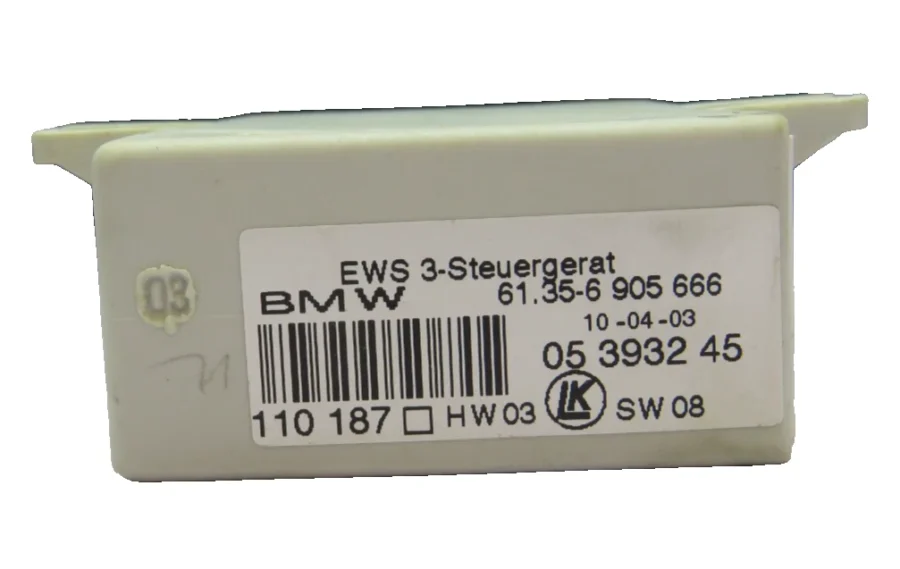 EWS 3-Steuergerat
BMW 61.35-6 905 666
10-04-03
05 3932 45
110 187 □ HW 03 LK SW 08
03